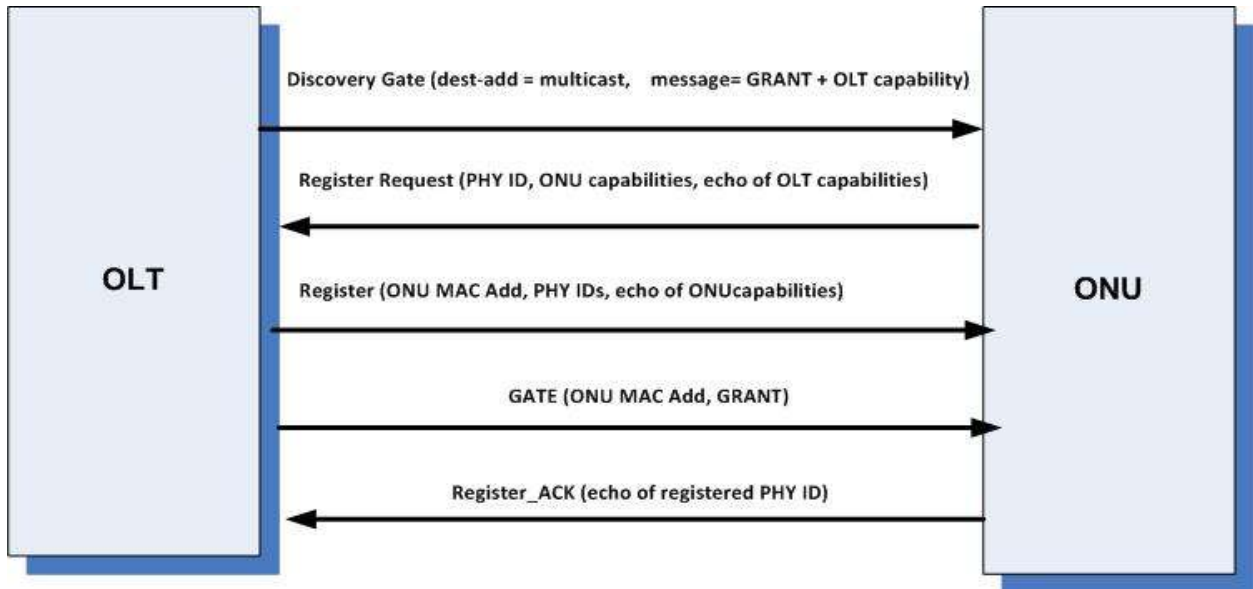 Discovery Gate (dest-add = multicast, message= GRANT + OLT capability)
Register Request (PHY ID, ONU capabilities, echo of OLT capabilities)
OLT
Register (ONU MAC Add, PHY IDs, echo of ONUcapabilities)
ONU
GATE (ONU MAC Add, GRANT)
Register_ACK (echo of registered PHY ID)